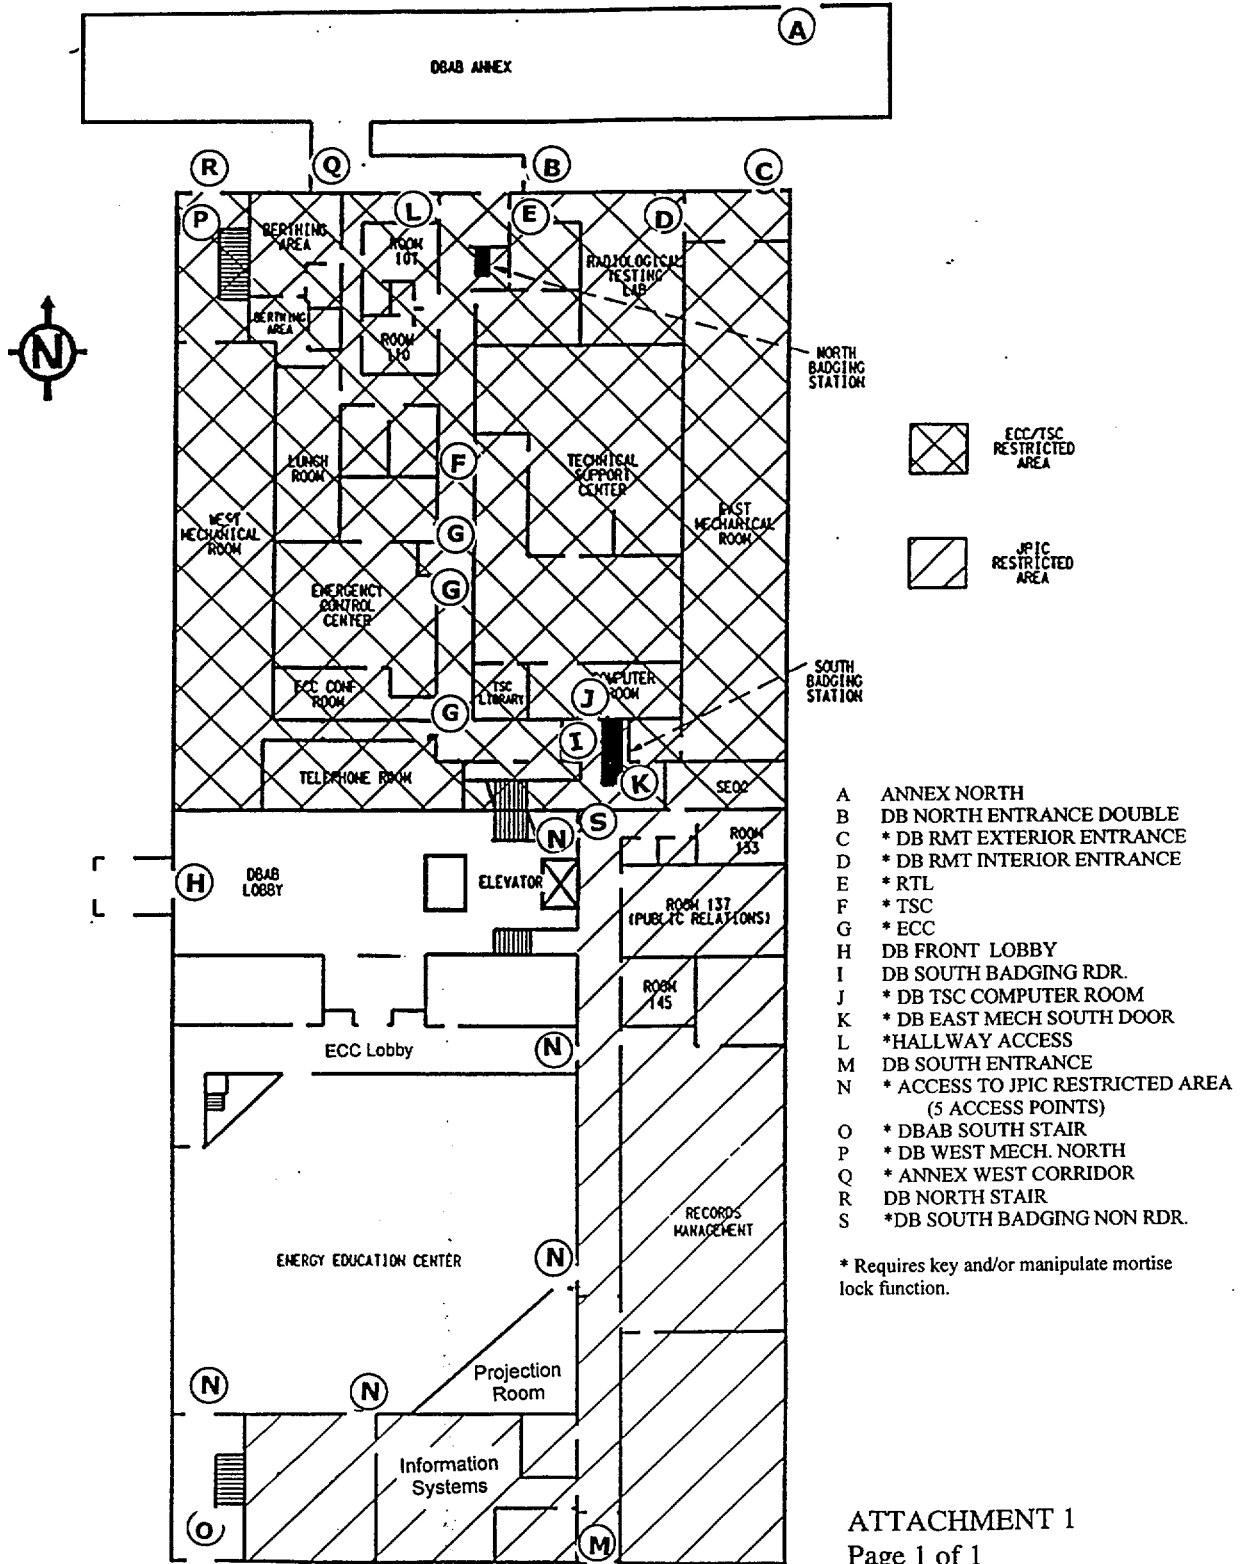 A
DBAB ANNEX
R
Q
B
C
P
L
E
D
BERTHING
AREA
ROOM
107
RADIOLOGICAL
TESTING
LAB
BERTHING
AREA
ROOM
110
N
NORTH
BADGING
STATION
ECC/TSC
RESTRICTED
AREA
LUNCH
ROOM
F
TECHNICAL
SUPPORT
CENTER
WEST
MECHANICAL
ROOM
G
EAST
MECHANICAL
ROOM
JPIC
RESTRICTED
AREA
EMERGENCY
CONTROL
CENTER
G
SOUTH
BADGING
STATION
ECC CONF
ROOM
TSC
LIBRARY
COMPUTER
ROOM
J
G
I
TELEPHONE ROOM
K
SEOC
S
N
ROOM
133
H
DBAB
LOBBY
ELEVATOR
ROOM 137
(PUBLIC RELATIONS)
ROOM
145
ECC Lobby
N
RECORDS
MANAGEMENT
ENERGY EDUCATION CENTER
N
Projection
Room
N
N
Information
Systems
O
M
A ANNEX NORTH
B DB NORTH ENTRANCE DOUBLE
C * DB RMT EXTERIOR ENTRANCE
D * DB RMT INTERIOR ENTRANCE
E * RTL
F * TSC
G * ECC
H DB FRONT LOBBY
I DB SOUTH BADGING RDR.
J * DB TSC COMPUTER ROOM
K * DB EAST MECH SOUTH DOOR
L *HALLWAY ACCESS
M DB SOUTH ENTRANCE
N * ACCESS TO JPIC RESTRICTED AREA
(5 ACCESS POINTS)
O * DBAB SOUTH STAIR
P * DB WEST MECH. NORTH
Q * ANNEX WEST CORRIDOR
R DB NORTH STAIR
S *DB SOUTH BADGING NON RDR.
* Requires key and/or manipulate mortise
lock function.
ATTACHMENT 1
Page 1 of 1